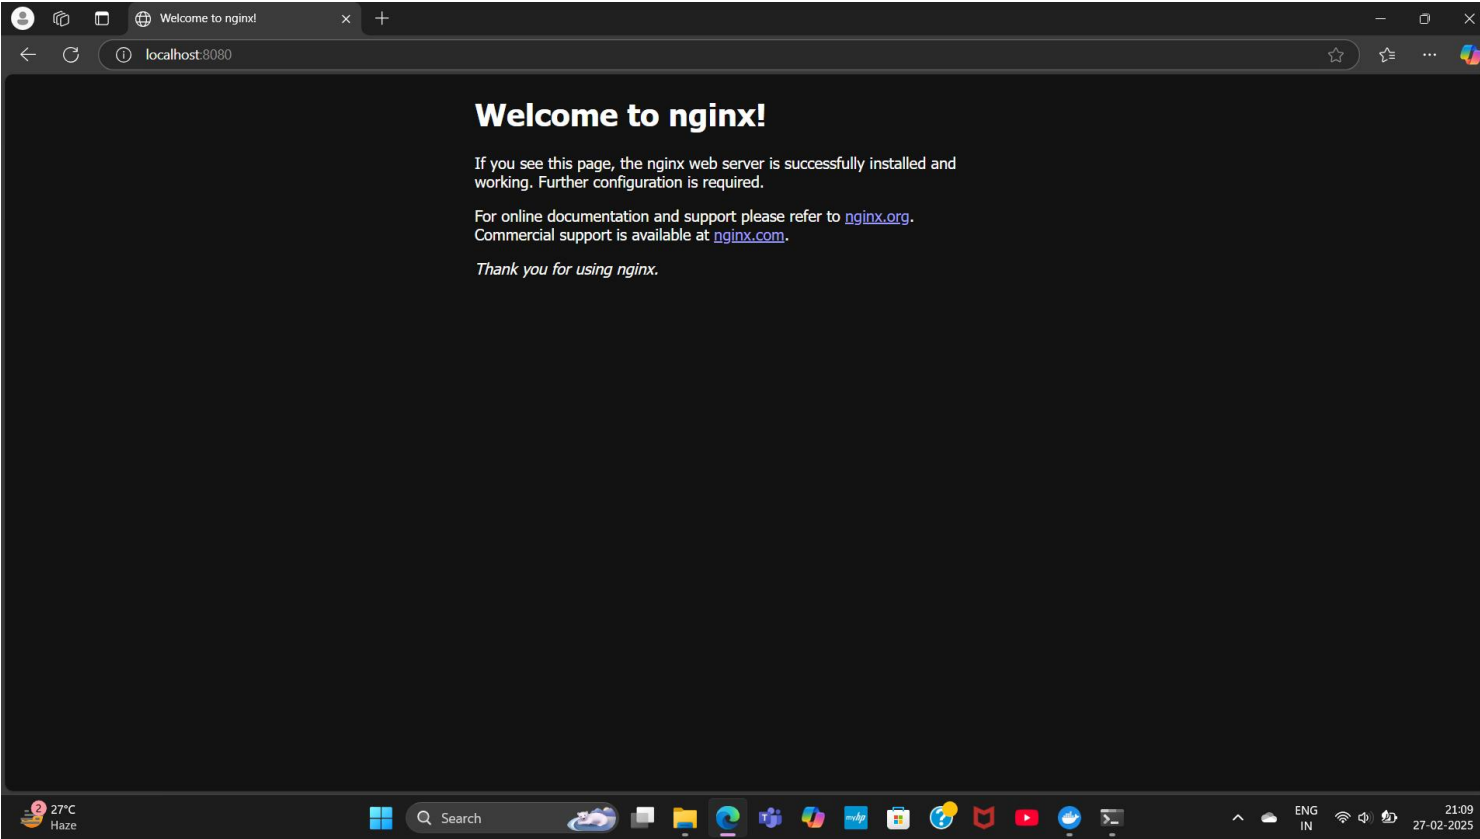 Welcome to nginx!
localhost:8080
Welcome to nginx!
If you see this page, the nginx web server is successfully installed and
working. Further configuration is required.
For online documentation and support please refer to nginx.org.
Commercial support is available at nginx.com.
Thank you for using nginx.
2
27°C
Haze
Search
myhp
ENG
IN
21:09
27-02-2025